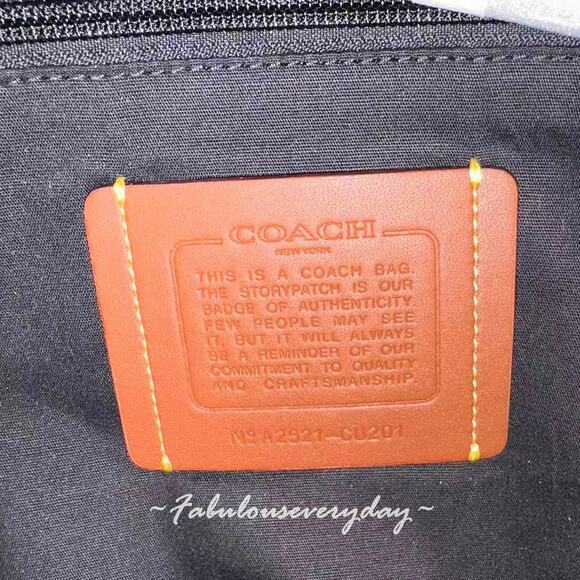 COACH
NEW YORK
THIS IS A COACH BAG.
THE STORYPATCH IS OUR
BADGE OF AUTHENTICITY.
FEW PEOPLE MAY SEE
IT, BUT IT WILL ALWAYS
BE A REMINDER OF OUR
COMMITMENT TO QUALITY
AND CRAFTSMANSHIP.
Nº A2521-CU201
~Fabulouseveryday~